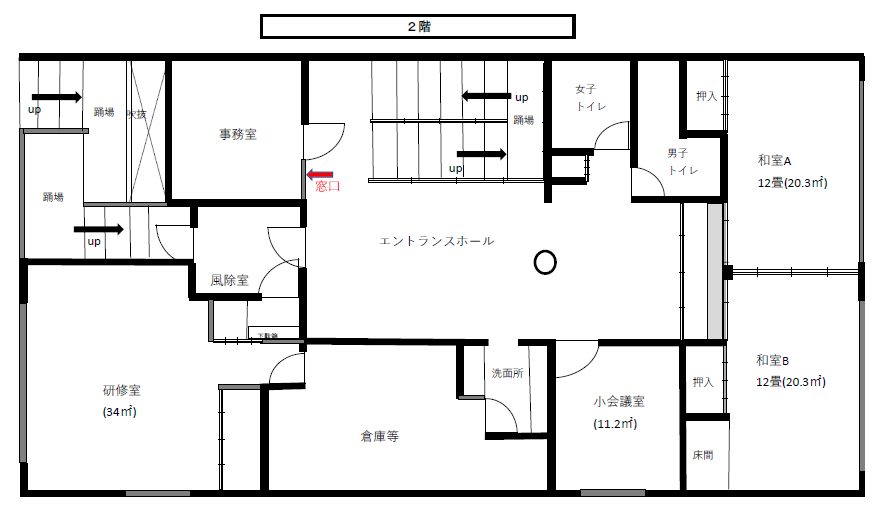 ２階
up
踊場
吹抜
事務室
up
踊場
up
女子
トイレ
押入
男子
トイレ
和室A
12畳(20.3㎡)
窓口
踊場
up
エントランスホール
風除室
下駄箱
研修室
(34㎡)
倉庫等
洗面所
小会議室
(11.2㎡)
和室B
12畳(20.3㎡)
押入
床間